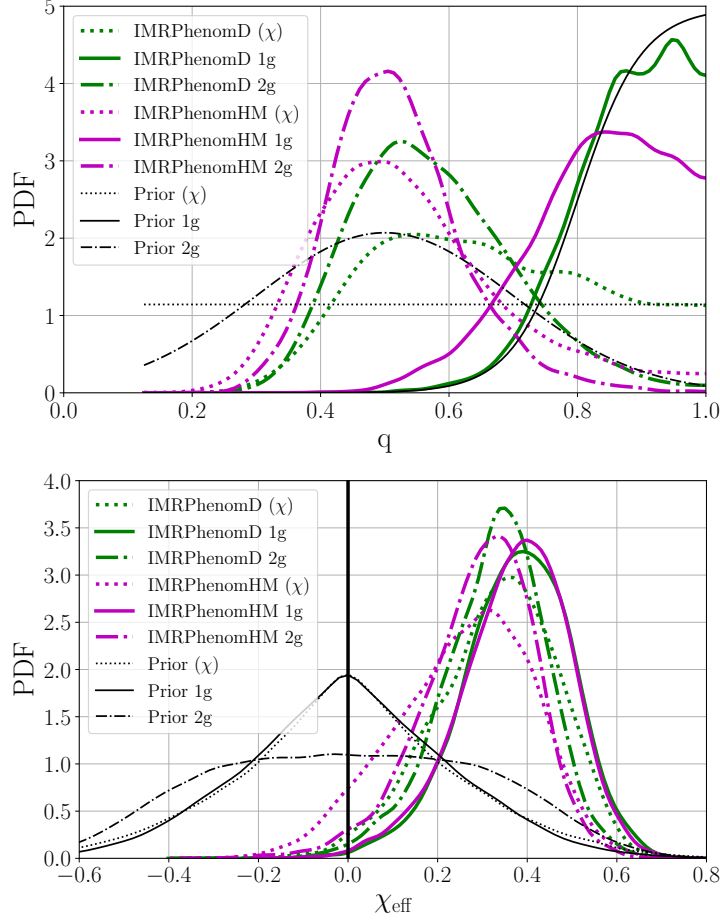 5
4
3
2
1
0
PDF
IMRPhenomD (χ)
IMRPhenomD 1g
IMRPhenomD 2g
IMRPhenomHM (χ)
IMRPhenomHM 1g
IMRPhenomHM 2g
Prior (χ)
Prior 1g
Prior 2g
0.0 0.2 0.4 0.6 0.8 1.0
q
4.0
3.5
3.0
2.5
2.0
1.5
1.0
0.5
0.0
PDF
IMRPhenomD (χ)
IMRPhenomD 1g
IMRPhenomD 2g
IMRPhenomHM (χ)
IMRPhenomHM 1g
IMRPhenomHM 2g
Prior (χ)
Prior 1g
Prior 2g
−0.6 −0.4 −0.2 0.0 0.2 0.4 0.6 0.8
χeff